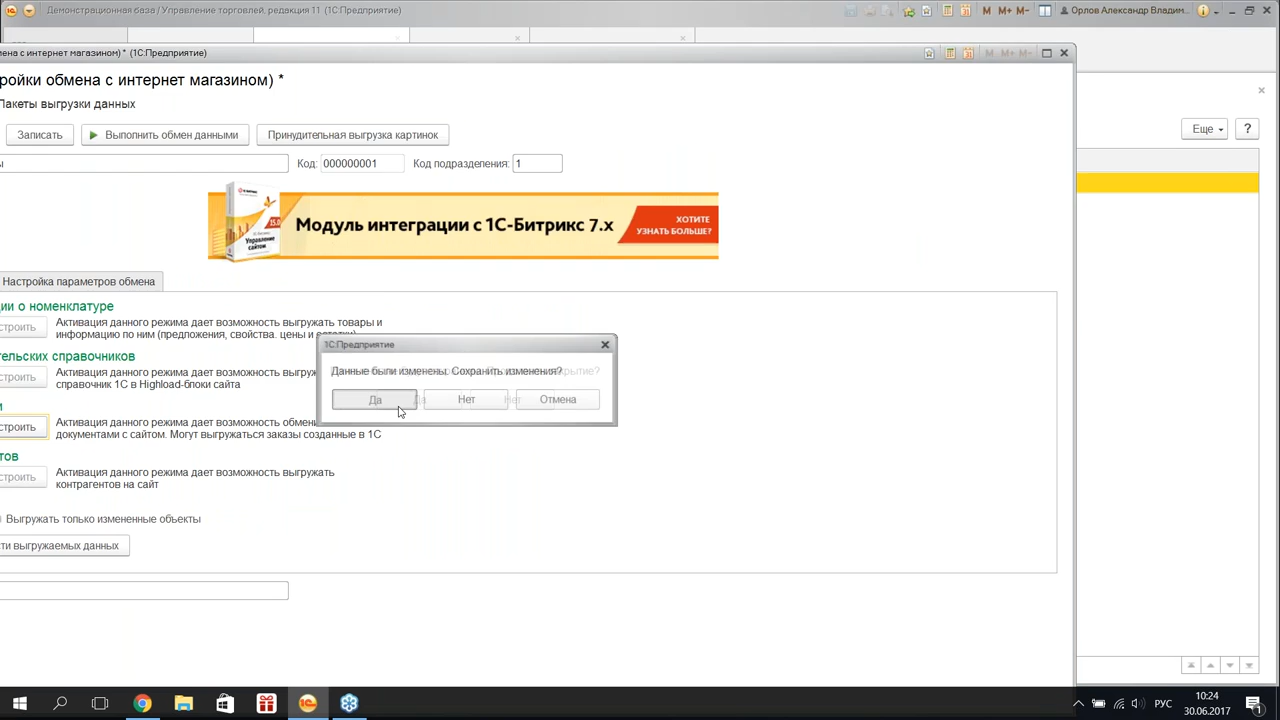 Демонстрационная база / Управление торговлей, редакция 11 (1С:Предприятие)
M M+ M-
Орлов Александр Владим...
мена с интернет магазином) * (1С:Предприятие)
M M+ M-
ройки обмена с интернет магазином) *
Пакеты выгрузки данных
Записать
Выполнить обмен данными
Принудительная выгрузка картинок
Еще
?
ы
Код: 000000001
Код подразделения: 1
Модуль интеграции с 1С-Битрикс 7.x
ХОТИТЕ
УЗНАТЬ БОЛЬШЕ?
Настройка параметров обмена
ии о номенклатуре
строить
Активация данного режима дает возможность выгружать товары и
информацию по ним (предложения, свойства. цены и остатки)
тельских справочников
строить
Активация данного режима дает возможность выгруж
справочник 1С в Highload-блоки сайта
и
строить
Активация данного режима дает возможность обмени
документами с сайтом. Могут выгружаться заказы созданные в 1С
тов
строить
Активация данного режима дает возможность выгружать
контрагентов на сайт
1С:Предприятие
Данные были изменены. Сохранить изменения?
Да
Нет
Отмена
Выгружать только измененные объекты
сти выгружаемых данных
РУС
10:24
30.06.2017
1